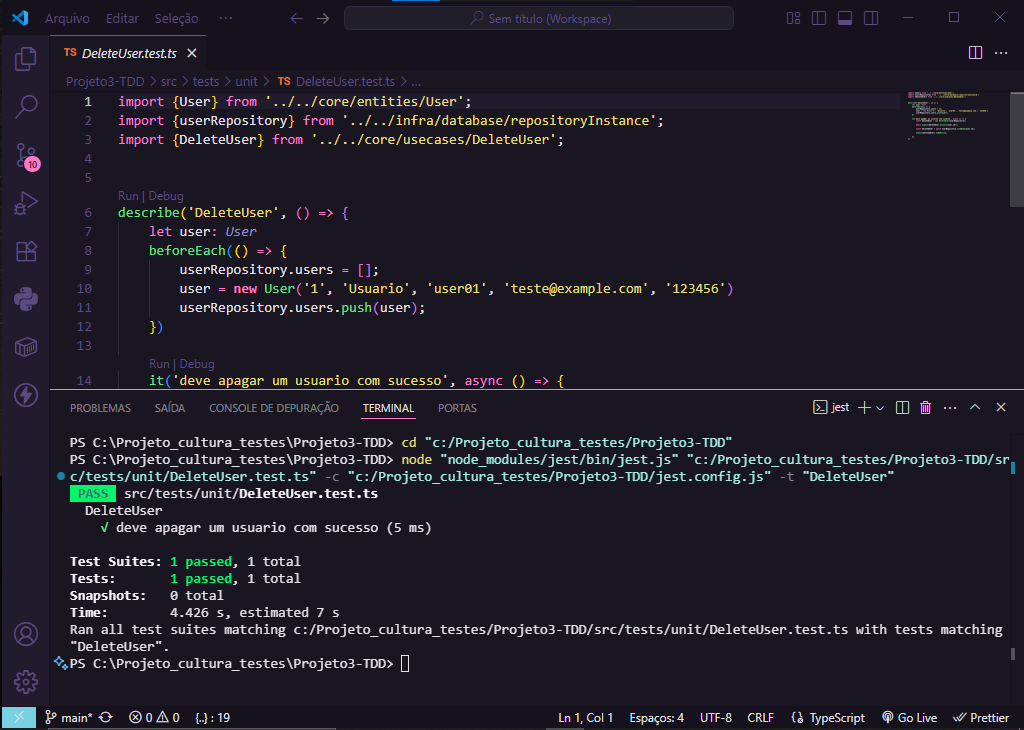 Arquivo Editar Seleção ··· Sem título (Workspace)
TS DeleteUser.test.ts
Projeto3-TDD > src > tests > unit > TS DeleteUser.test.ts > ...
1 import {User} from '../../core/entities/User';
2 import {userRepository} from '../../infra/database/repositoryInstance';
3 import {DeleteUser} from '../../core/usecases/DeleteUser';
4
5
Run | Debug
6 describe('DeleteUser', () => {
7 let user: User
8 beforeEach(() => {
9 userRepository.users = [];
10 user = new User('1', 'Usuario', 'user01', 'teste@example.com', '123456')
11 userRepository.users.push(user);
12 })
13
Run | Debug
14 it('deve apagar um usuario com sucesso', async () => {
10
PROBLEMAS SAÍDA CONSOLE DE DEPURAÇÃO TERMINAL PORTAS jest
PS C:\Projeto_cultura_testes\Projeto3-TDD> cd "c:/Projeto_cultura_testes/Projeto3-TDD"
PS C:\Projeto_cultura_testes\Projeto3-TDD> node "node_modules/jest/bin/jest.js" "c:/Projeto_cultura_testes/Projeto3-TDD/sr
c/tests/unit/DeleteUser.test.ts" -c "c:/Projeto_cultura_testes/Projeto3-TDD/jest.config.js" -t "DeleteUser"
PASS src/tests/unit/DeleteUser.test.ts
DeleteUser
√ deve apagar um usuario com sucesso (5 ms)
Test Suites: 1 passed, 1 total
Tests: 1 passed, 1 total
Snapshots: 0 total
Time: 4.426 s, estimated 7 s
Ran all test suites matching c:/Projeto_cultura_testes/Projeto3-TDD/src/tests/unit/DeleteUser.test.ts with tests matching
"DeleteUser".
PS C:\Projeto_cultura_testes\Projeto3-TDD>
main* 0 0 {..} : 19 Ln 1, Col 1 Espaços: 4 UTF-8 CRLF TypeScript Go Live Prettier